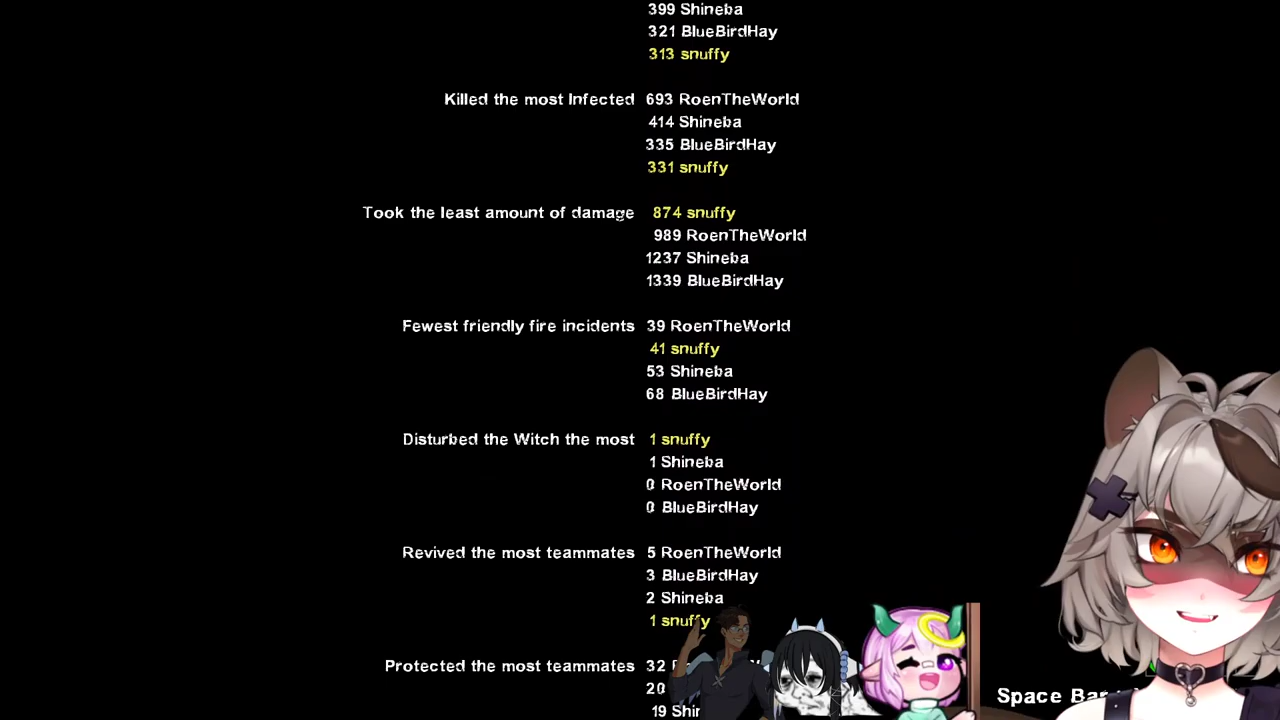 399 Shineba
321 BlueBirdHay
313 snuffy
Killed the most Infected 693 RoenTheWorld
414 Shineba
335 BlueBirdHay
331 snuffy
Took the least amount of damage 874 snuffy
989 RoenTheWorld
1237 Shineba
1339 BlueBirdHay
Fewest friendly fire incidents 39 RoenTheWorld
41 snuffy
53 Shineba
68 BlueBirdHay
Disturbed the Witch the most 1 snuffy
1 Shineba
0 RoenTheWorld
0 BlueBirdHay
Revived the most teammates 5 RoenTheWorld
3 BlueBirdHay
2 Shineba
1 snuffy
Protected the most teammates 32
20
19 Shin
Space Bar